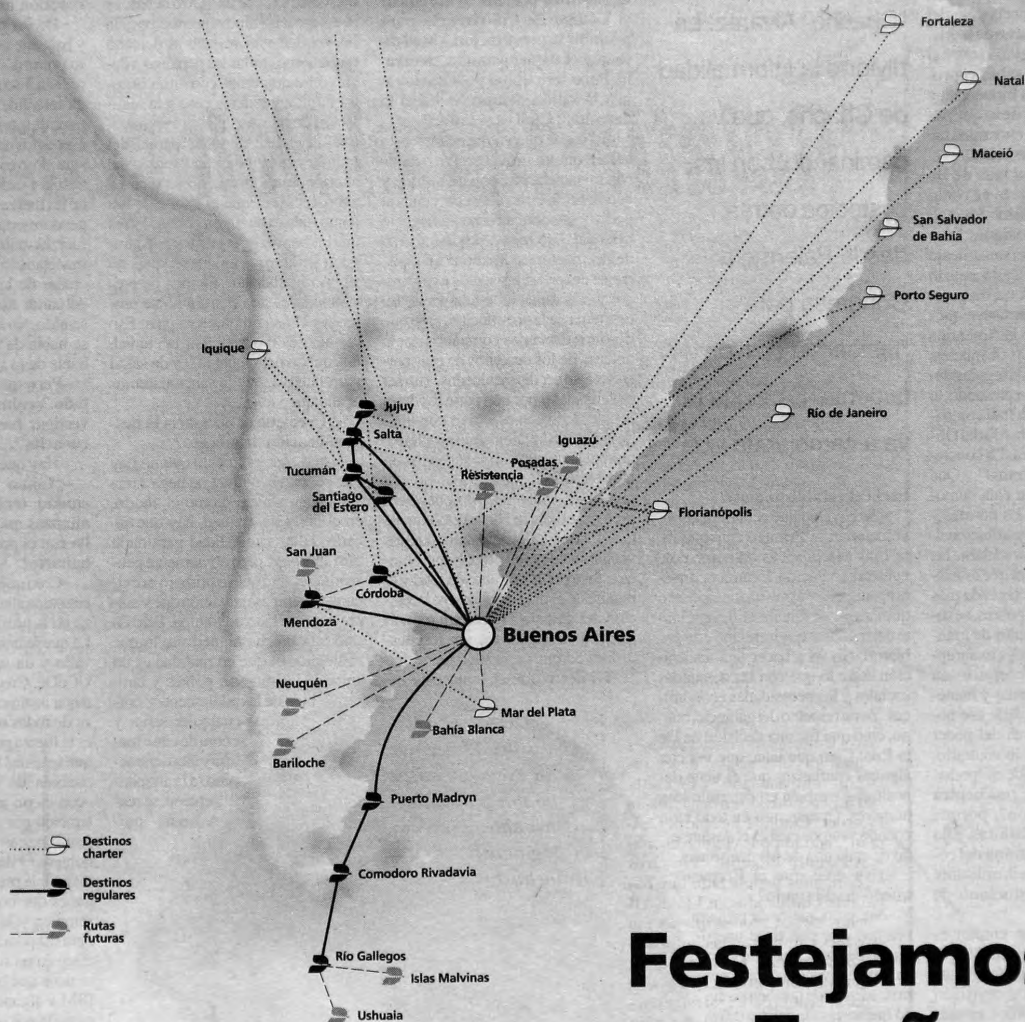 Fortaleza
Natal
Maceió
San Salvador
de Bahía
Porto Seguro
Iquique
Jujuy
Río de Janeiro
Salta
Iguazú
Tucumán
Posadas
Resistencia
Santiago
del Estero
Florianópolis
San Juan
Córdoba
Mendoza
Buenos Aires
Neuquén
Mar del Plata
Bahía Blanca
Bariloche
Puerto Madryn
Destinos
charter
Comodoro Rivadavia
Destinos
regulares
Rutas
futuras
Río Gallegos
Islas Malvinas
Ushuaia
Festejamos